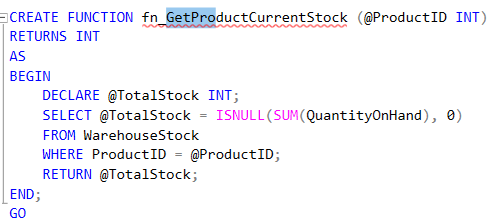 CREATE FUNCTION fn_GetProductCurrentStock (@ProductID INT)
RETURNS INT
AS
BEGIN
    DECLARE @TotalStock INT;
    SELECT @TotalStock = ISNULL(SUM(QuantityOnHand), 0)
    FROM WarehouseStock
    WHERE ProductID = @ProductID;
    RETURN @TotalStock;
END;
GO